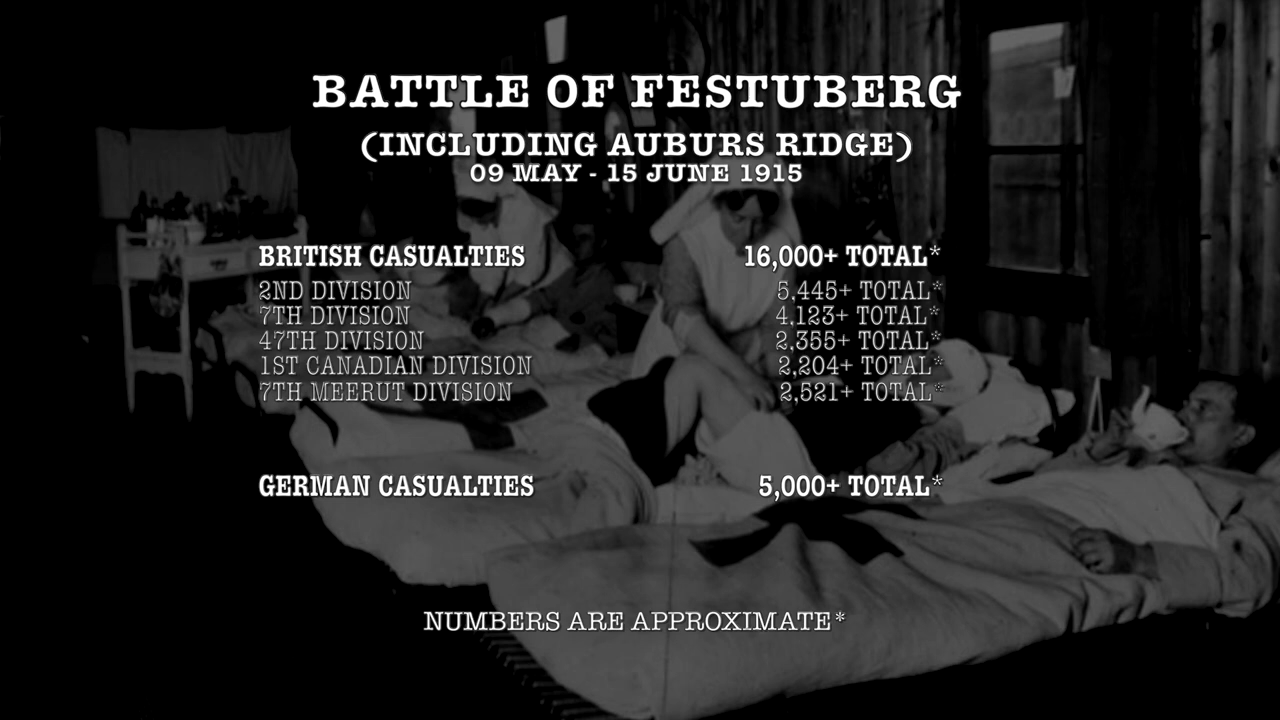 BATTLE OF FESTUBERG
(INCLUDING AUBURS RIDGE)
09 MAY - 15 JUNE 1915
BRITISH CASUALTIES 16,000+ TOTAL*
2ND DIVISION 5,445+ TOTAL*
7TH DIVISION 4,123+ TOTAL*
47TH DIVISION 2,355+ TOTAL*
1ST CANADIAN DIVISION 2,204+ TOTAL*
7TH MEERUT DIVISION 2,521+ TOTAL*
GERMAN CASUALTIES 5,000+ TOTAL*
NUMBERS ARE APPROXIMATE*